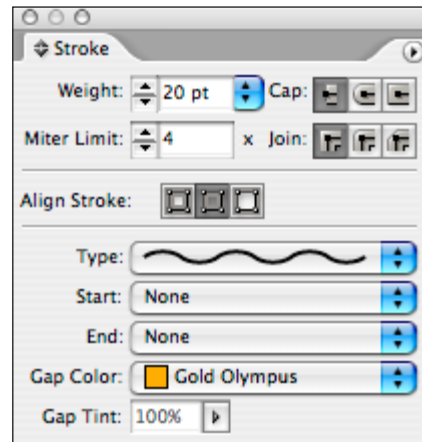 Stroke
Weight: 20 pt Cap:
Miter Limit: 4 x Join:
Align Stroke:
Type:
Start: None
End: None
Gap Color: Gold Olympus
Gap Tint: 100%